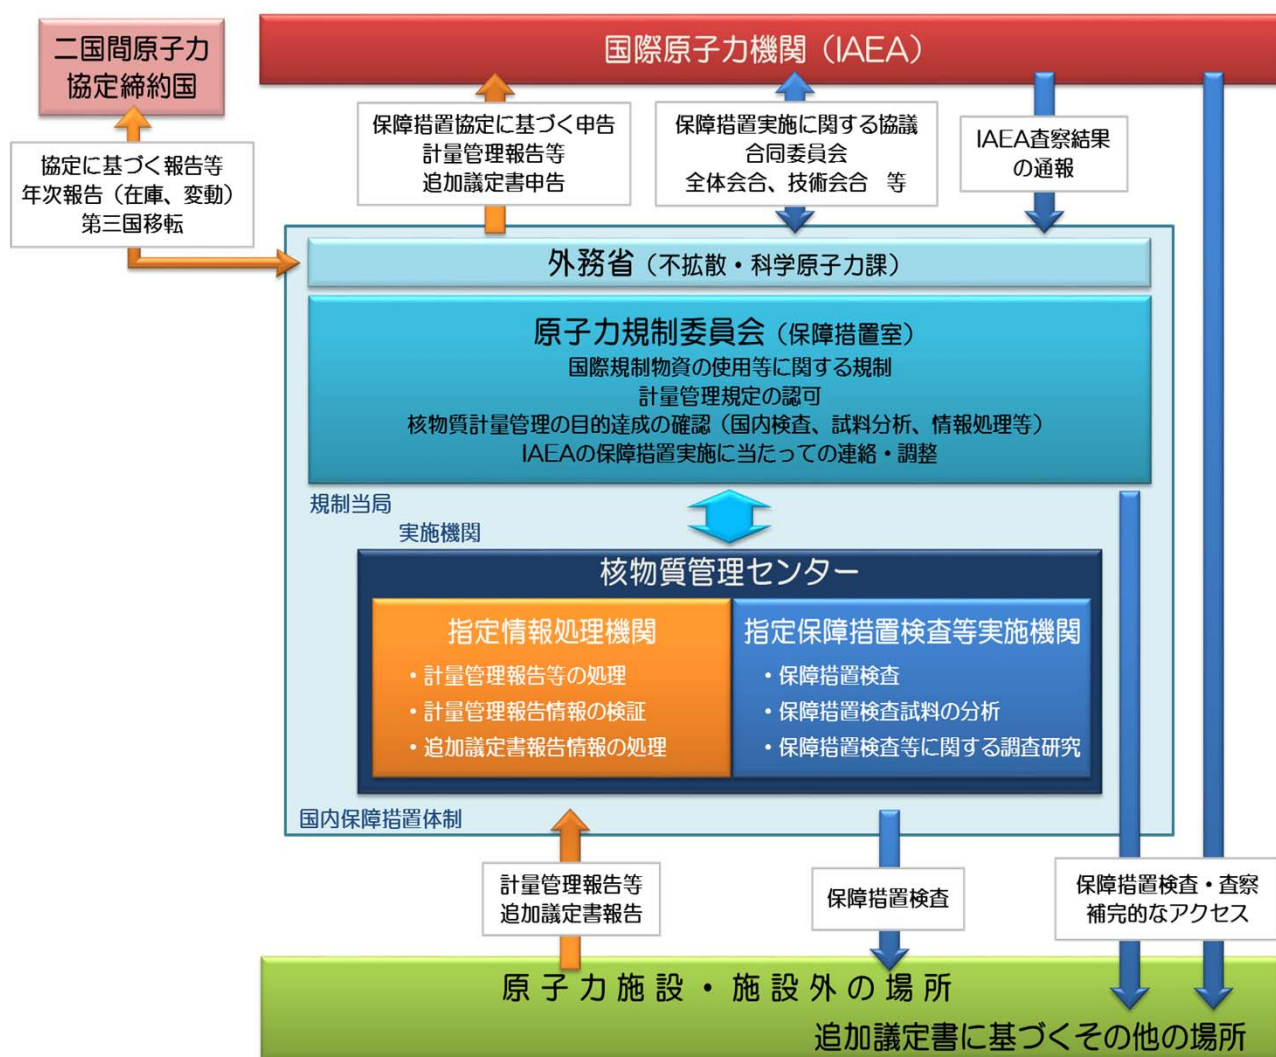 国際原子力機関（IAEA）
二国間原子力
協定締約国
協定に基づく報告等
年次報告（在庫、変動）
第三国移転
保障措置協定に基づく申告
計量管理報告等
追加議定書申告
保障措置実施に関する協議
合同委員会
全体会合、技術会合　等
IAEA査察結果
の通報
外務省（不拡散・科学原子力課）
原子力規制委員会（保障措置室）
国際規制物資の使用等に関する規制
計量管理規定の認可
核物質計量管理の目的達成の確認（国内検査、試料分析、情報処理等）
IAEAの保障措置実施に当たっての連絡・調整
規制当局
実施機関
核物質管理センター
指定情報処理機関
・計量管理報告等の処理
・計量管理報告情報の検証
・追加議定書報告情報の処理
指定保障措置検査等実施機関
・保障措置検査
・保障措置検査試料の分析
・保障措置検査等に関する調査研究
国内保障措置体制
計量管理報告等
追加議定書報告
保障措置検査
保障措置検査・査察
補完的なアクセス
原子力施設・施設外の場所
追加議定書に基づくその他の場所